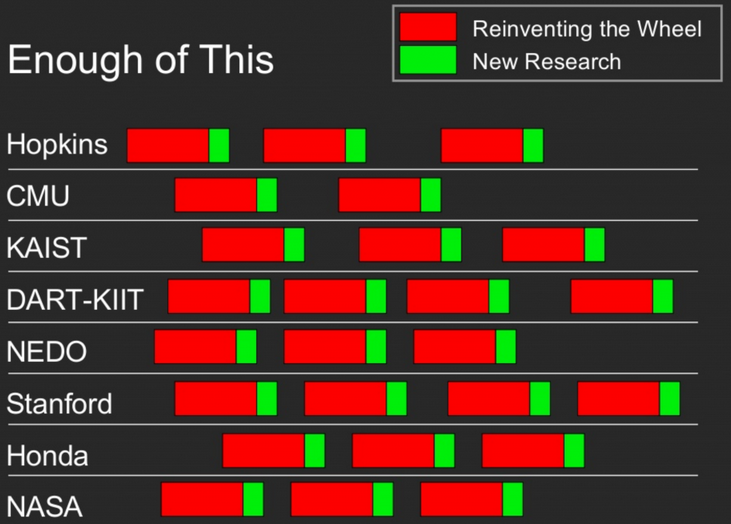 Enough of This
Reinventing the Wheel
New Research
Hopkins
CMU
KAIST
DART-KIIT
NEDO
Stanford
Honda
NASA